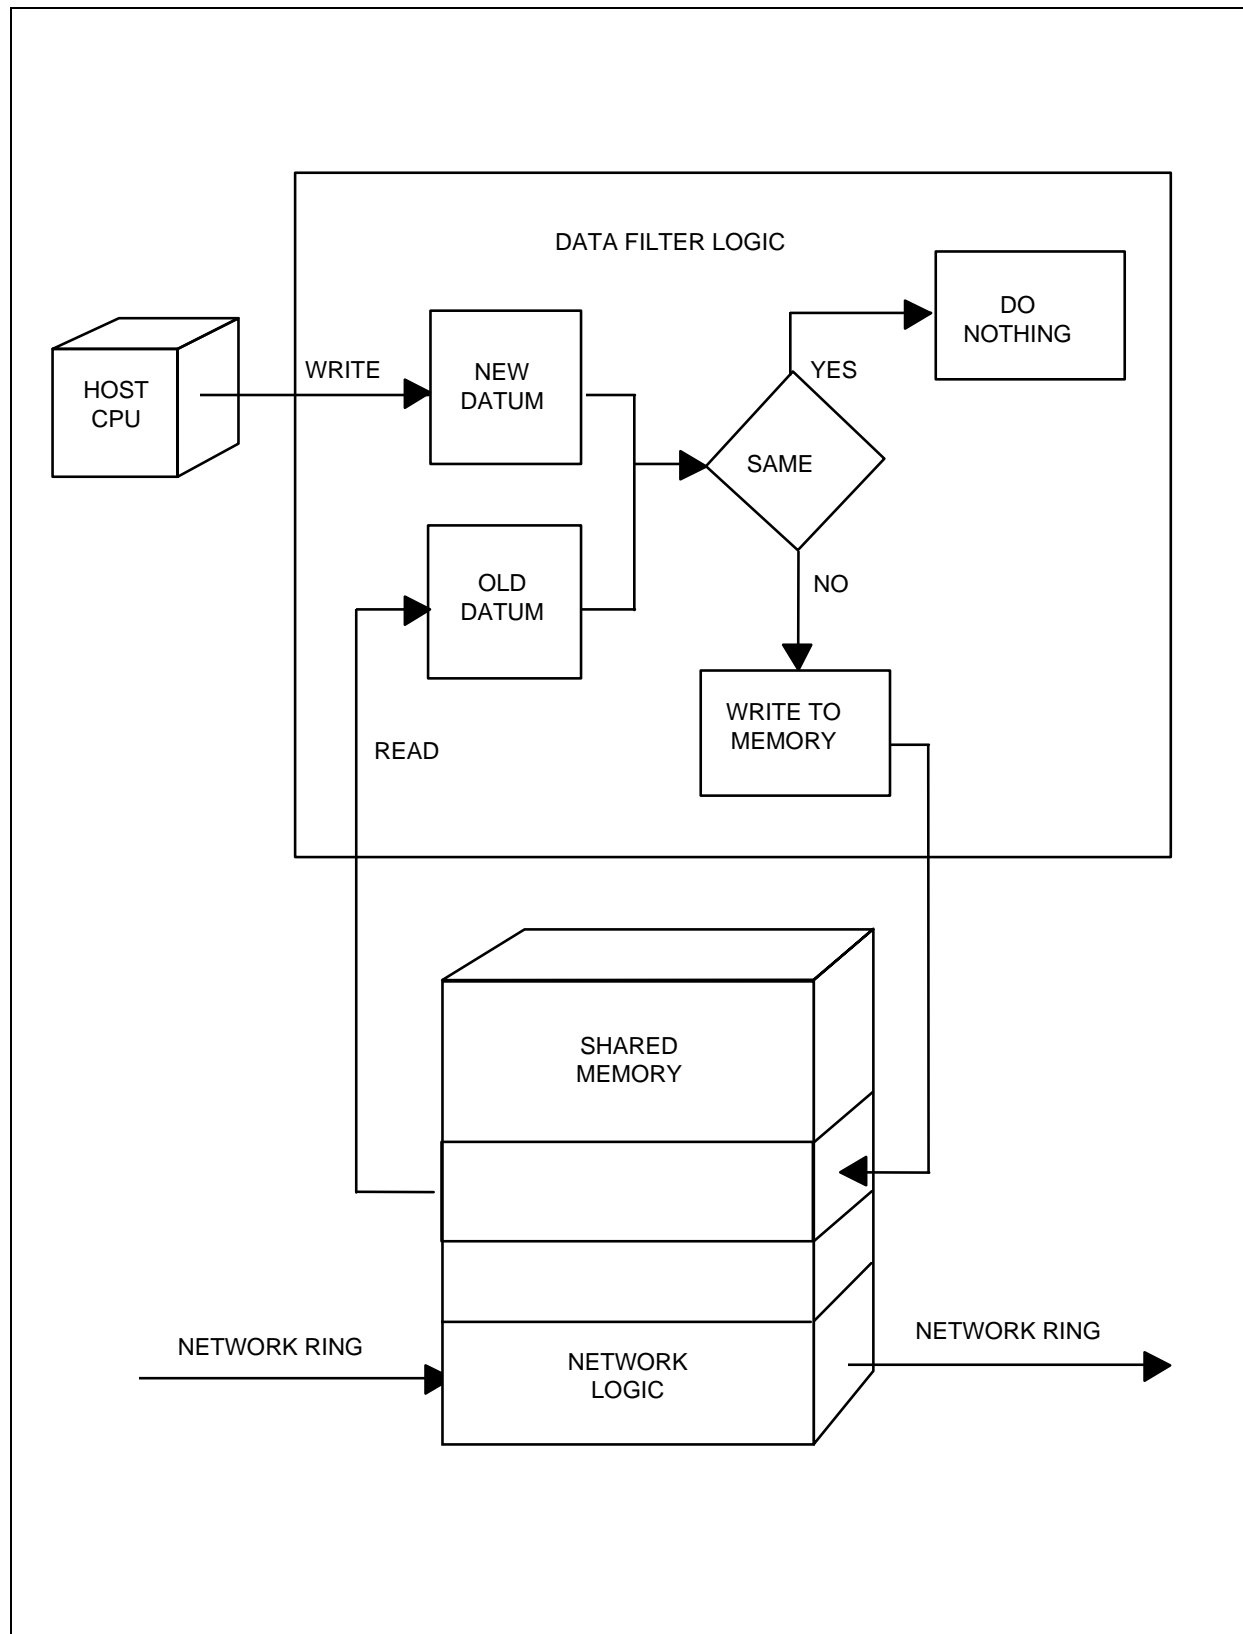 DATA FILTER LOGIC
DO
NOTHING
HOST
CPU
WRITE
NEW
DATUM
YES
SAME
OLD
DATUM
NO
WRITE TO
MEMORY
READ
SHARED
MEMORY
NETWORK RING
NETWORK
LOGIC
NETWORK RING